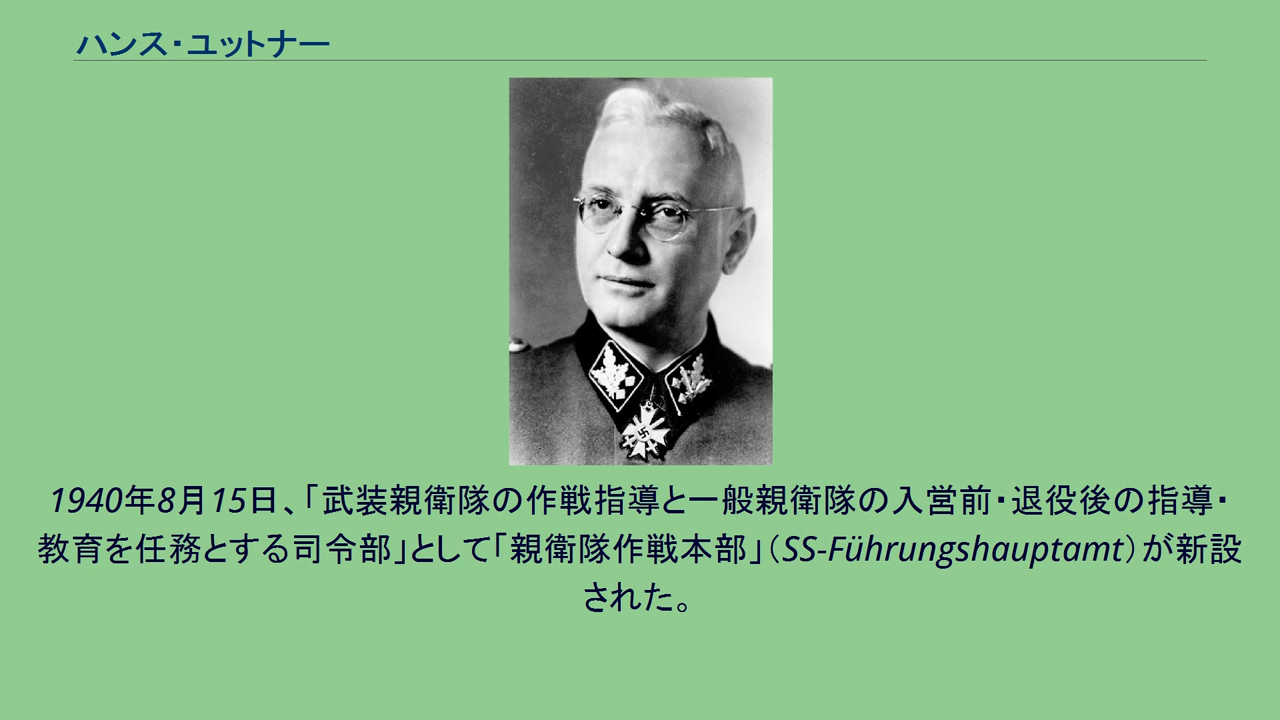 ハンス・ユットナー
1940年8月15日、「武装親衛隊の作戦指導と一般親衛隊の入営前・退役後の指導・
教育を任務とする司令部」として「親衛隊作戦本部」（SS-Führungshauptamt）が新設
された。